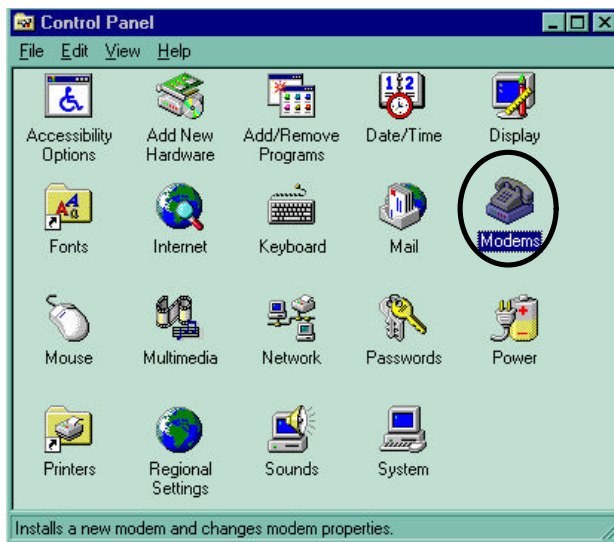 Control Panel
File Edit View Help
Accessibility Options
Add New Hardware
Add/Remove Programs
Date/Time
Display
Fonts
Internet
Keyboard
Mail
Modems
Mouse
Multimedia
Network
Passwords
Power
Printers
Regional Settings
Sounds
System
Installs a new modem and changes modem properties.